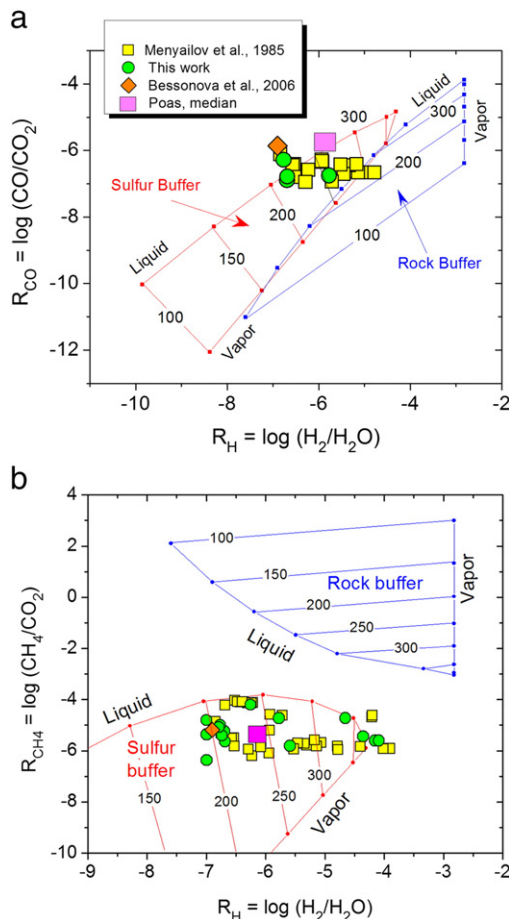 a
Menyailov et al., 1985
This work
Bessonova et al., 2006
Poas, median
-2
-4
-6
-8
-10
-12
R_CO = log (CO/CO₂)
Liquid
300
300
Vapor
200
Sulfur Buffer
200
100
Liquid
150
Rock Buffer
100
Vapor
-10 -8 -6 -4 -2
R_H = log (H₂/H₂O)
b
4
2
0
-2
-4
-6
-8
-10
R_CH4 = log (CH₄/CO₂)
100
150
Rock buffer
Vapor
200
250
Liquid
300
Liquid
Sulfur
buffer
300
200
250
150
Vapor
-9 -8 -7 -6 -5 -4 -3 -2
R_H = log (H₂/H₂O)